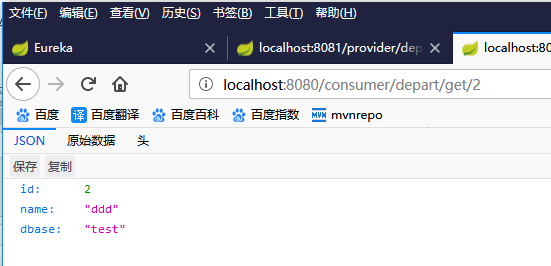 文件(F) 编辑(E) 查看(V) 历史(S) 书签(B) 工具(T) 帮助(H)
Eureka localhost:8081/provider/dep localhost:80
localhost:8080/consumer/depart/get/2
百度 译 百度翻译 百度百科 百度指数 MVN mvnrepo
JSON 原始数据 头
保存 复制
id: 2
name: "ddd"
dbase: "test"